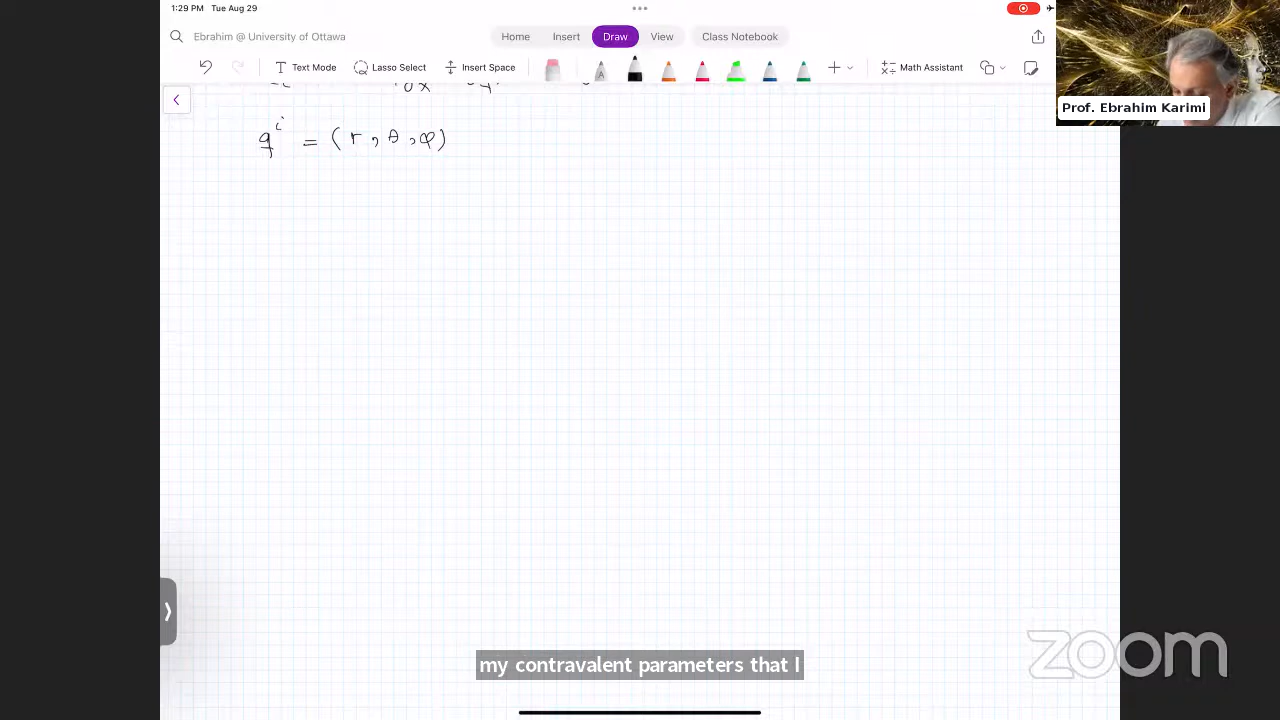 1:29 PM Tue Aug 29
Ebrahim @ University of Ottawa
Home Insert Draw View Class Notebook
Text Mode Lasso Select Insert Space Math Assistant
Prof. Ebrahim Karimi
qⁱ = (r, θ, φ)
my contravalent parameters that I
zoom